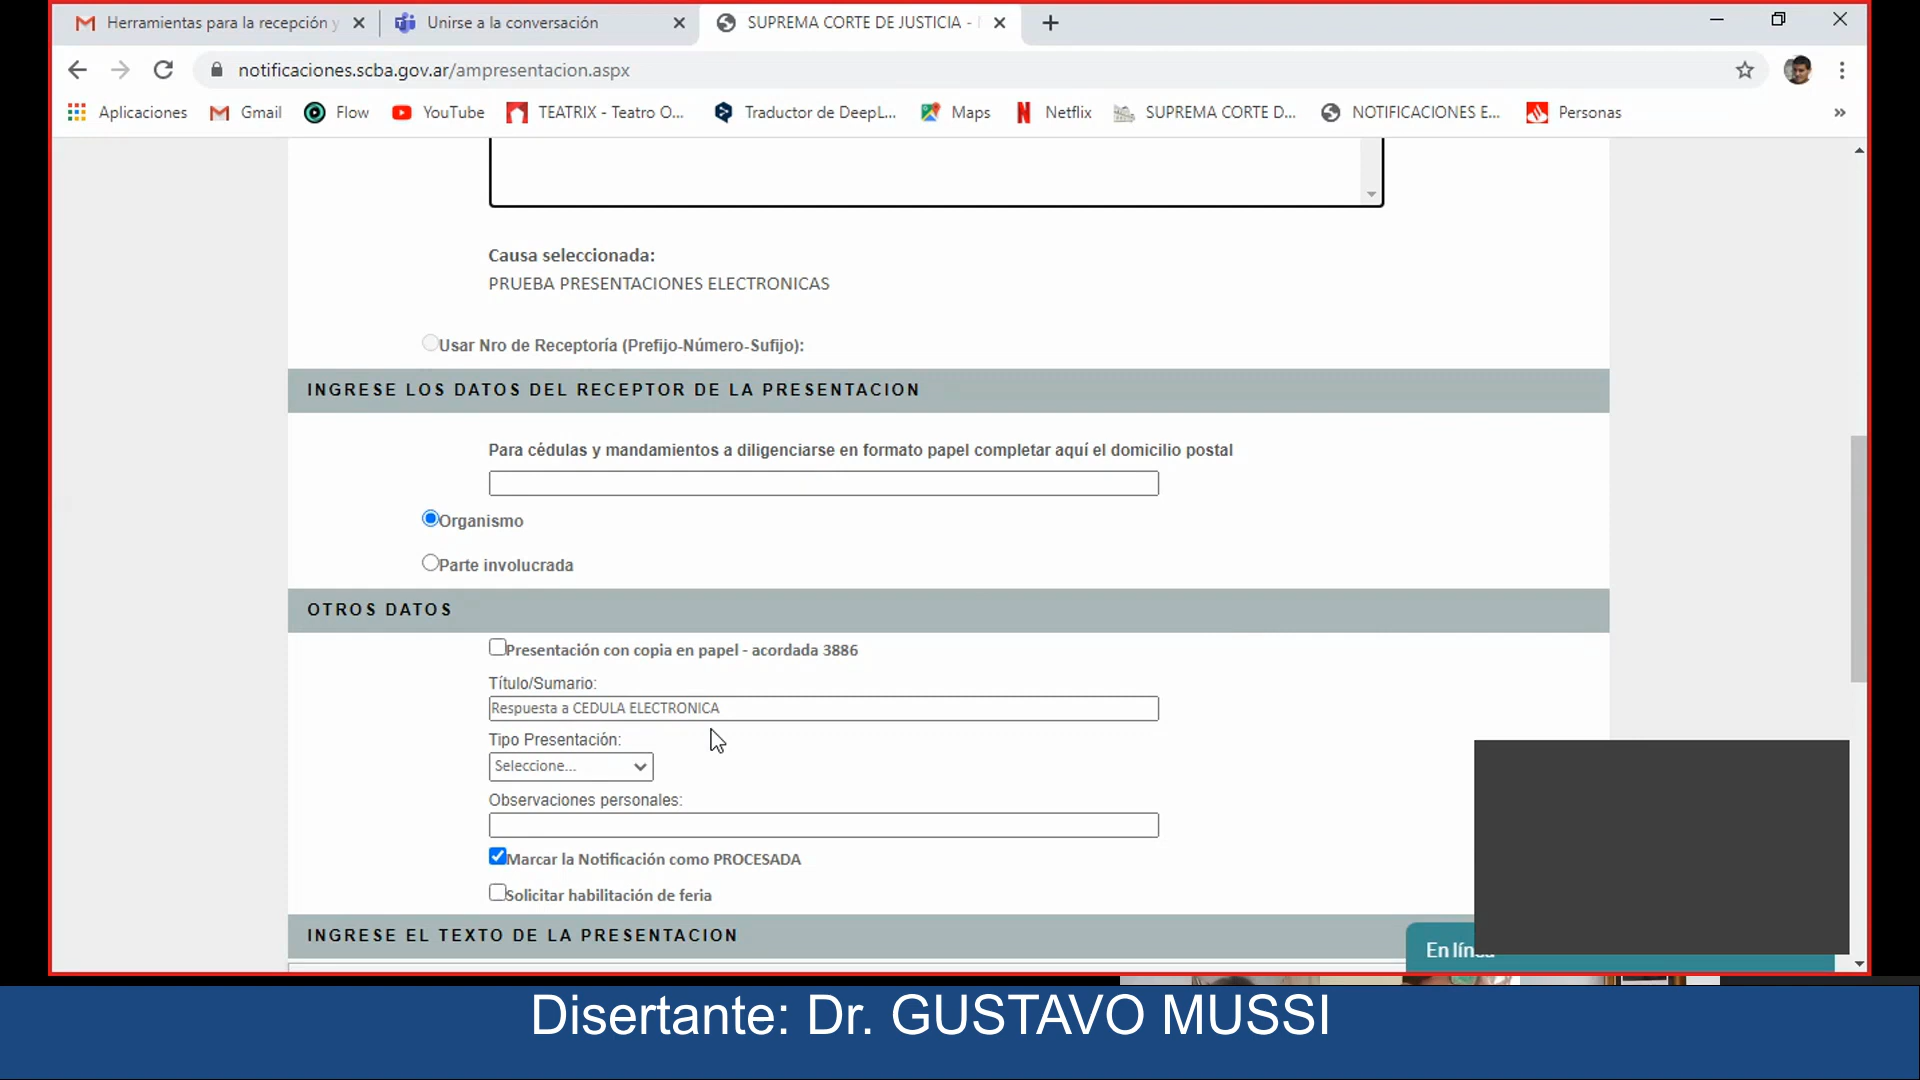 Herramientas para la recepción y
Unirse a la conversación
SUPREMA CORTE DE JUSTICIA -
notificaciones.scba.gov.ar/ampresentacion.aspx
Aplicaciones
Gmail
Flow
YouTube
TEATRIX - Teatro O...
Traductor de DeepL...
Maps
Netflix
SUPREMA CORTE D...
NOTIFICACIONES E...
Personas
Causa seleccionada:
PRUEBA PRESENTACIONES ELECTRONICAS
Usar Nro de Receptoría (Prefijo-Número-Sufijo):
INGRESE LOS DATOS DEL RECEPTOR DE LA PRESENTACION
Para cédulas y mandamientos a diligenciarse en formato papel completar aquí el domicilio postal
Organismo
Parte involucrada
OTROS DATOS
Presentación con copia en papel - acordada 3886
Título/Sumario:
Respuesta a CEDULA ELECTRONICA
Tipo Presentación:
Seleccione...
Observaciones personales:
Marcar la Notificación como PROCESADA
Solicitar habilitación de feria
INGRESE EL TEXTO DE LA PRESENTACION
En línea
Disertante: Dr. GUSTAVO MUSSI